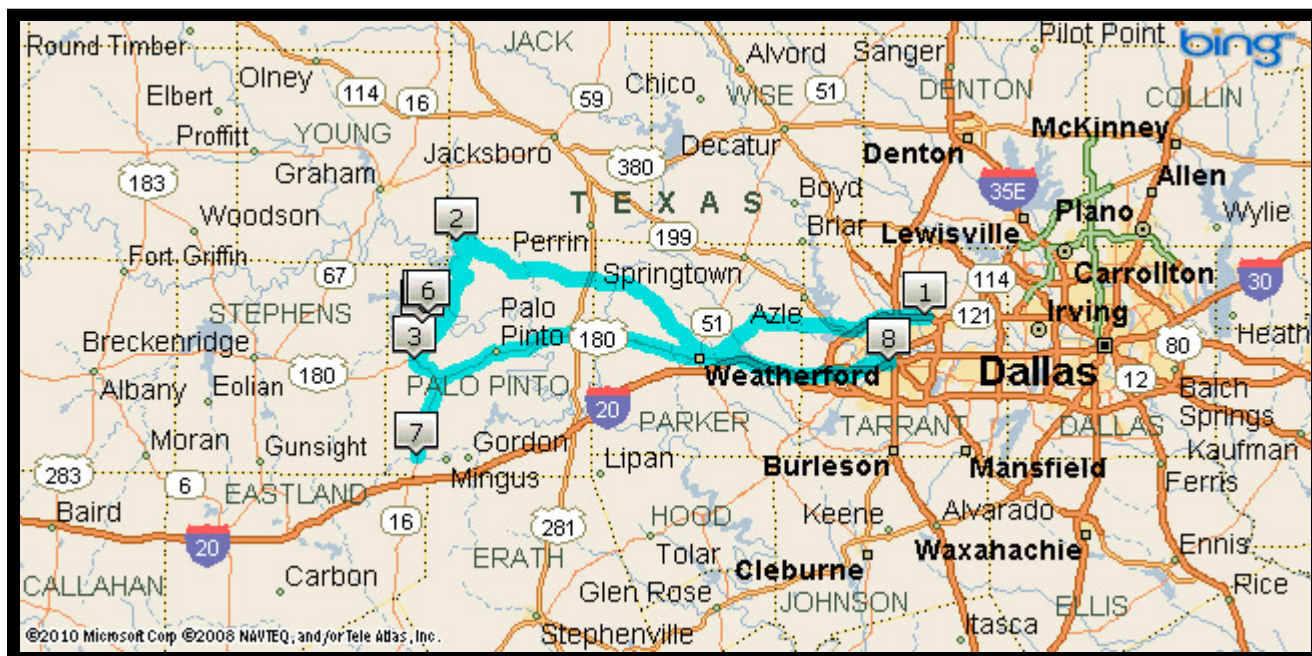 Round Timber
JACK
Alvord
Sanger
Pilot Point
bing™
Olney
Elbert
114
16
59
Chico
WISE
51
DENTON
COLLIN
Proffitt
YOUNG
McKinney
Jacksboro
380
Decatur
Denton
Graham
183
35E
Allen
TEXAS
Boyd
Woodson
2
Perrin
199
Briar
Plano
Lewisville
Wylie
Fort Griffin
67
Springtown
114
Carrollton
30
6
STEPHENS
Palo
Pinto
51
Azle
1
121
Irving
Heath
3
180
8
Breckenridge
180
80
Albany
Eolian
PALO PINTO
Weatherford
Dallas
12
Balch
Springs
20
PARKER
TARRANT
DALLAS
7
Moran
Gunsight
Gordon
Kaufman
283
6
Mingus
Lipan
Burleson
Mansfield
Ferris
EASTLAND
Baird
16
281
HOOD
Keene
Alvarado
20
ERATH
Tolar
Waxahachie
Ennis
CALLAHAN
Carbon
Cleburne
Glen Rose
JOHNSON
ELLIS
Rice
Stephenville
Itasca
©2010 Microsoft Corp ©2008 NAVTEQ, and/or Tele Atlas, Inc.